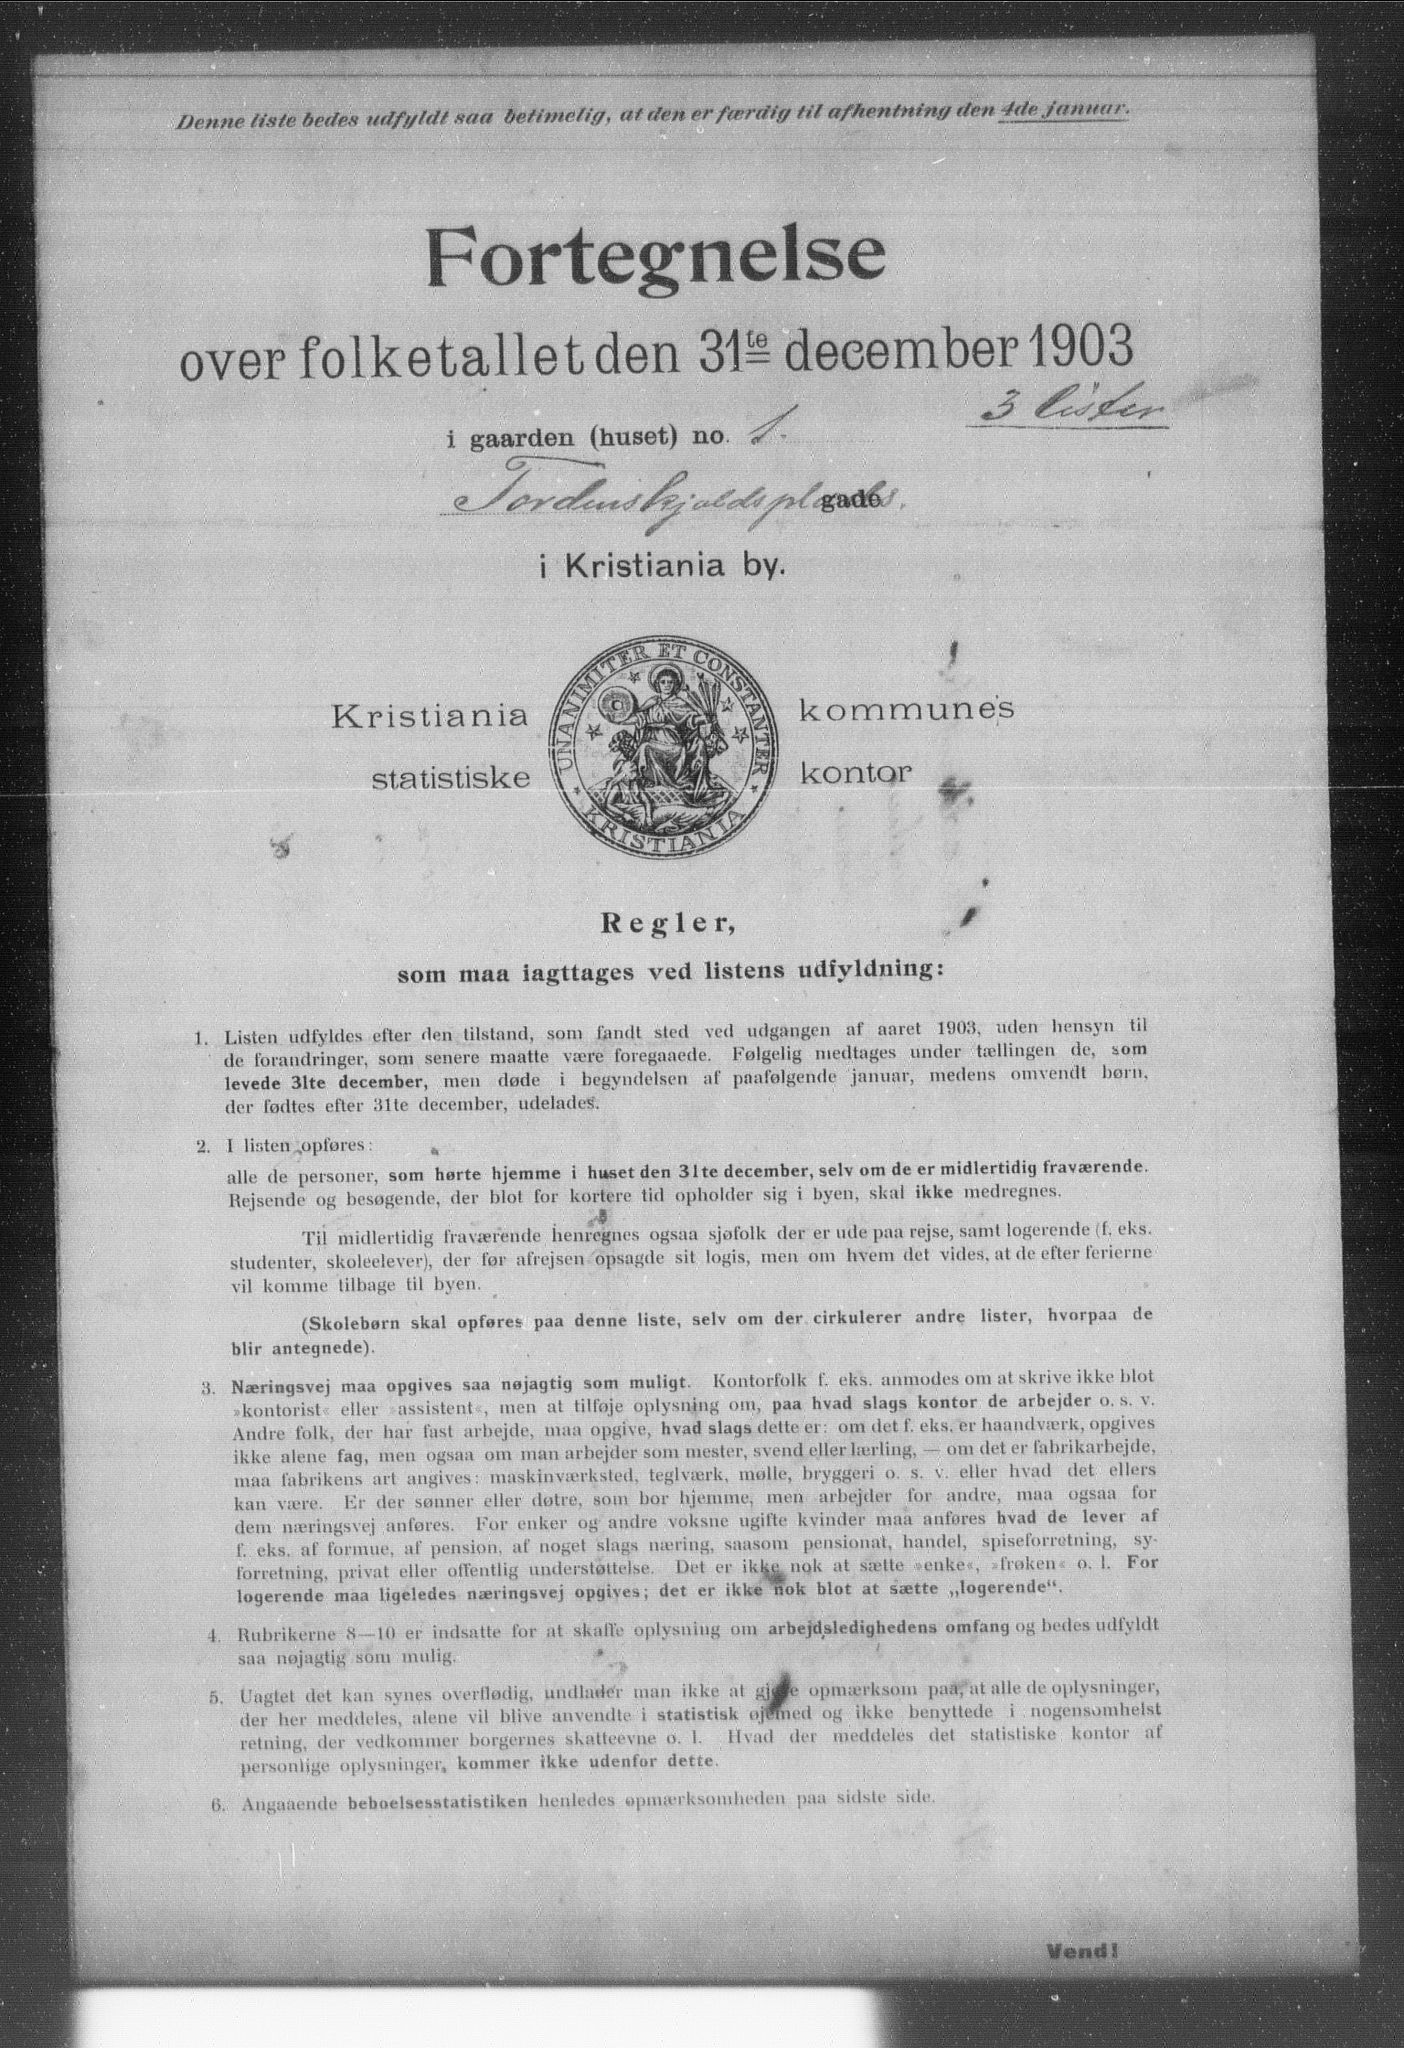 Denne liste bedes udfyldt saa betimelig, at den er færdig til afhentning den 4de januar.
Fortegnelse
over folketallet den 31te december 1903
3 lister
i gaarden (huset) no. 1.
Tordenskjoldsplads. gade
i Kristiania by.
UNANIMITER ET CONSTANTER
Kristiania kommunes
statistiske kontor
KRISTIANIA
Regler,
som maa iagttages ved listens udfyldning:
1. Listen udfyldes efter den tilstand, som fandt sted ved udgangen af aaret 1903, uden hensyn til
de forandringer, som senere maatte være foregaaede. Følgelig medtages under tællingen de, som
levede 31te december, men døde i begyndelsen af paafølgende januar, medens omvendt børn,
der fødtes efter 31te december, udelades.
2. I listen opføres:
alle de personer, som hørte hjemme i huset den 31te december, selv om de er midlertidig fraværende.
Rejsende og besøgende, der blot for kortere tid opholder sig i byen, skal ikke medregnes.
Til midlertidig fraværende henregnes ogsaa sjøfolk der er ude paa rejse, samt logerende (f. eks.
studenter, skoleelever), der før afrejsen opsagde sit logis, men om hvem det vides, at de efter ferierne
vil komme tilbage til byen.
(Skolebørn skal opføres paa denne liste, selv om der cirkulerer andre lister, hvorpaa de
blir antegnede).
3. Næringsvej maa opgives saa nøjagtig som muligt. Kontorfolk f. eks. anmodes om at skrive ikke blot
»kontorist« eller »assistent«, men at tilføje oplysning om, paa hvad slags kontor de arbejder o. s. v.
Andre folk, der har fast arbejde, maa opgive, hvad slags dette er: om det f. eks. er haandværk, opgives
ikke alene fag, men ogsaa om man arbejder som mester, svend eller lærling, — om det er fabrikarbejde,
maa fabrikens art angives: maskinværksted, teglværk, mølle, bryggeri o. s. v. eller hvad det ellers
kan være. Er der sønner eller døtre, som bor hjemme, men arbejder for andre, maa ogsaa for
dem næringsvej anføres. For enker og andre voksne ugifte kvinder maa anføres hvad de lever af
f. eks. af formue, af pension, af noget slags næring, saasom pensionat, handel, spiseforretning, sy-
forretning, privat eller offentlig understøttelse. Det er ikke nok at sætte »enke«, »frøken« o. l. For
logerende maa ligeledes næringsvej opgives; det er ikke nok blot at sætte „logerende“.
4. Rubrikerne 8—10 er indsatte for at skaffe oplysning om arbejdsledighedens omfang og bedes udfyldt
saa nøjagtig som mulig.
5. Uagtet det kan synes overflødig, undlader man ikke at gjøre opmærksom paa, at alle de oplysninger,
der her meddeles, alene vil blive anvendte i statistisk øjemed og ikke benyttede i nogensomhelst
retning, der vedkommer borgernes skatteevne o. l. Hvad der meddeles det statistiske kontor af
personlige oplysninger, kommer ikke udenfor dette.
6. Angaaende beboelsesstatistiken henledes opmærksomheden paa sidste side.
Vend!